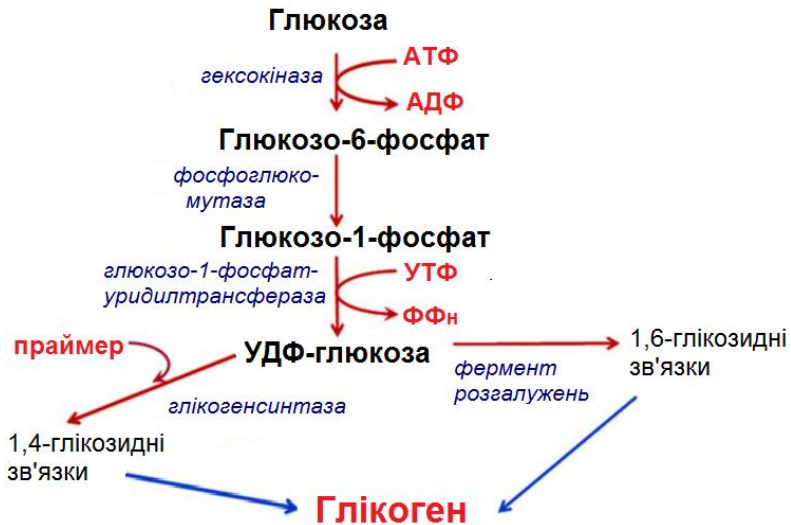 Глюкоза
гексокіназа
АТФ
АДФ
Глюкозо-6-фосфат
фосфоглюко-
мутаза
Глюкозо-1-фосфат
глюкозо-1-фосфат-
уридилтрансфераза
УТФ
ФФн
праймер
УДФ-глюкоза
фермент
розгалужень
1,6-глікозидні
зв'язки
глікогенсинтаза
1,4-глікозидні
зв'язки
Глікоген